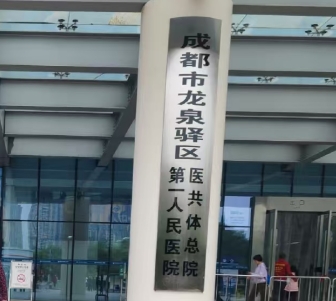 成都市龙泉驿区
第一人民医院
医共体总院